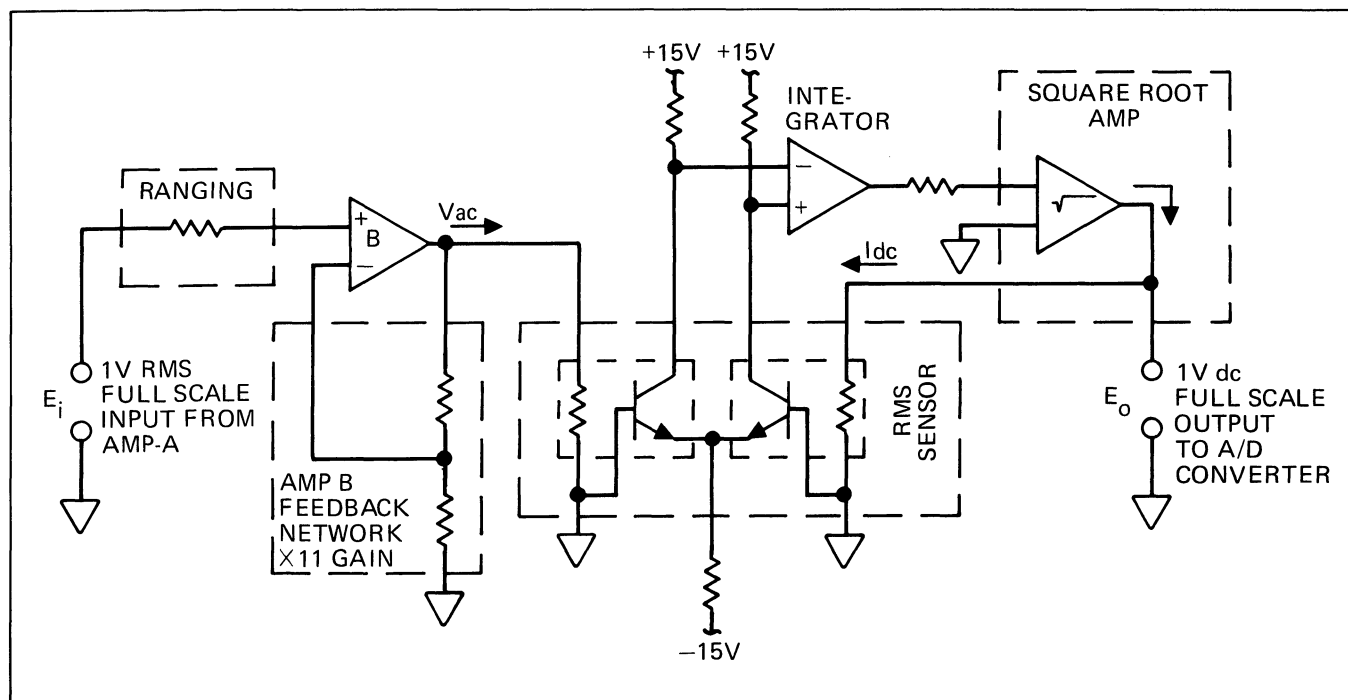 +15V
+15V
INTE-
GRATOR
SQUARE ROOT
AMP
RANGING
+
B
−
Vac
−
+
√
Idc
1V RMS
FULL SCALE
INPUT FROM
AMP-A
Ei
AMP B
FEEDBACK
NETWORK
X11 GAIN
RMS
SENSOR
Eo
1V dc
FULL SCALE
OUTPUT
TO A/D
CONVERTER
−15V